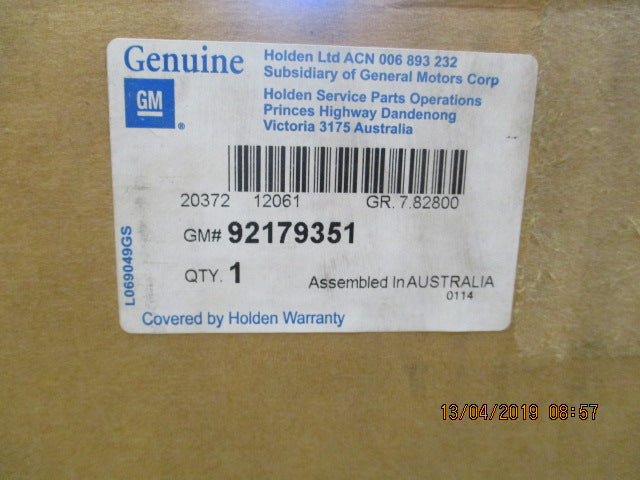 Genuine
GM
®
Holden Ltd ACN 006 893 232
Subsidiary of General Motors Corp
Holden Service Parts Operations
Princes Highway Dandenong
Victoria 3175 Australia
20372 12061 GR. 7.82800
GM# 92179351
QTY. 1
Assembled In AUSTRALIA
0114
L069049GS
Covered by Holden Warranty
13/04/2019 08:57